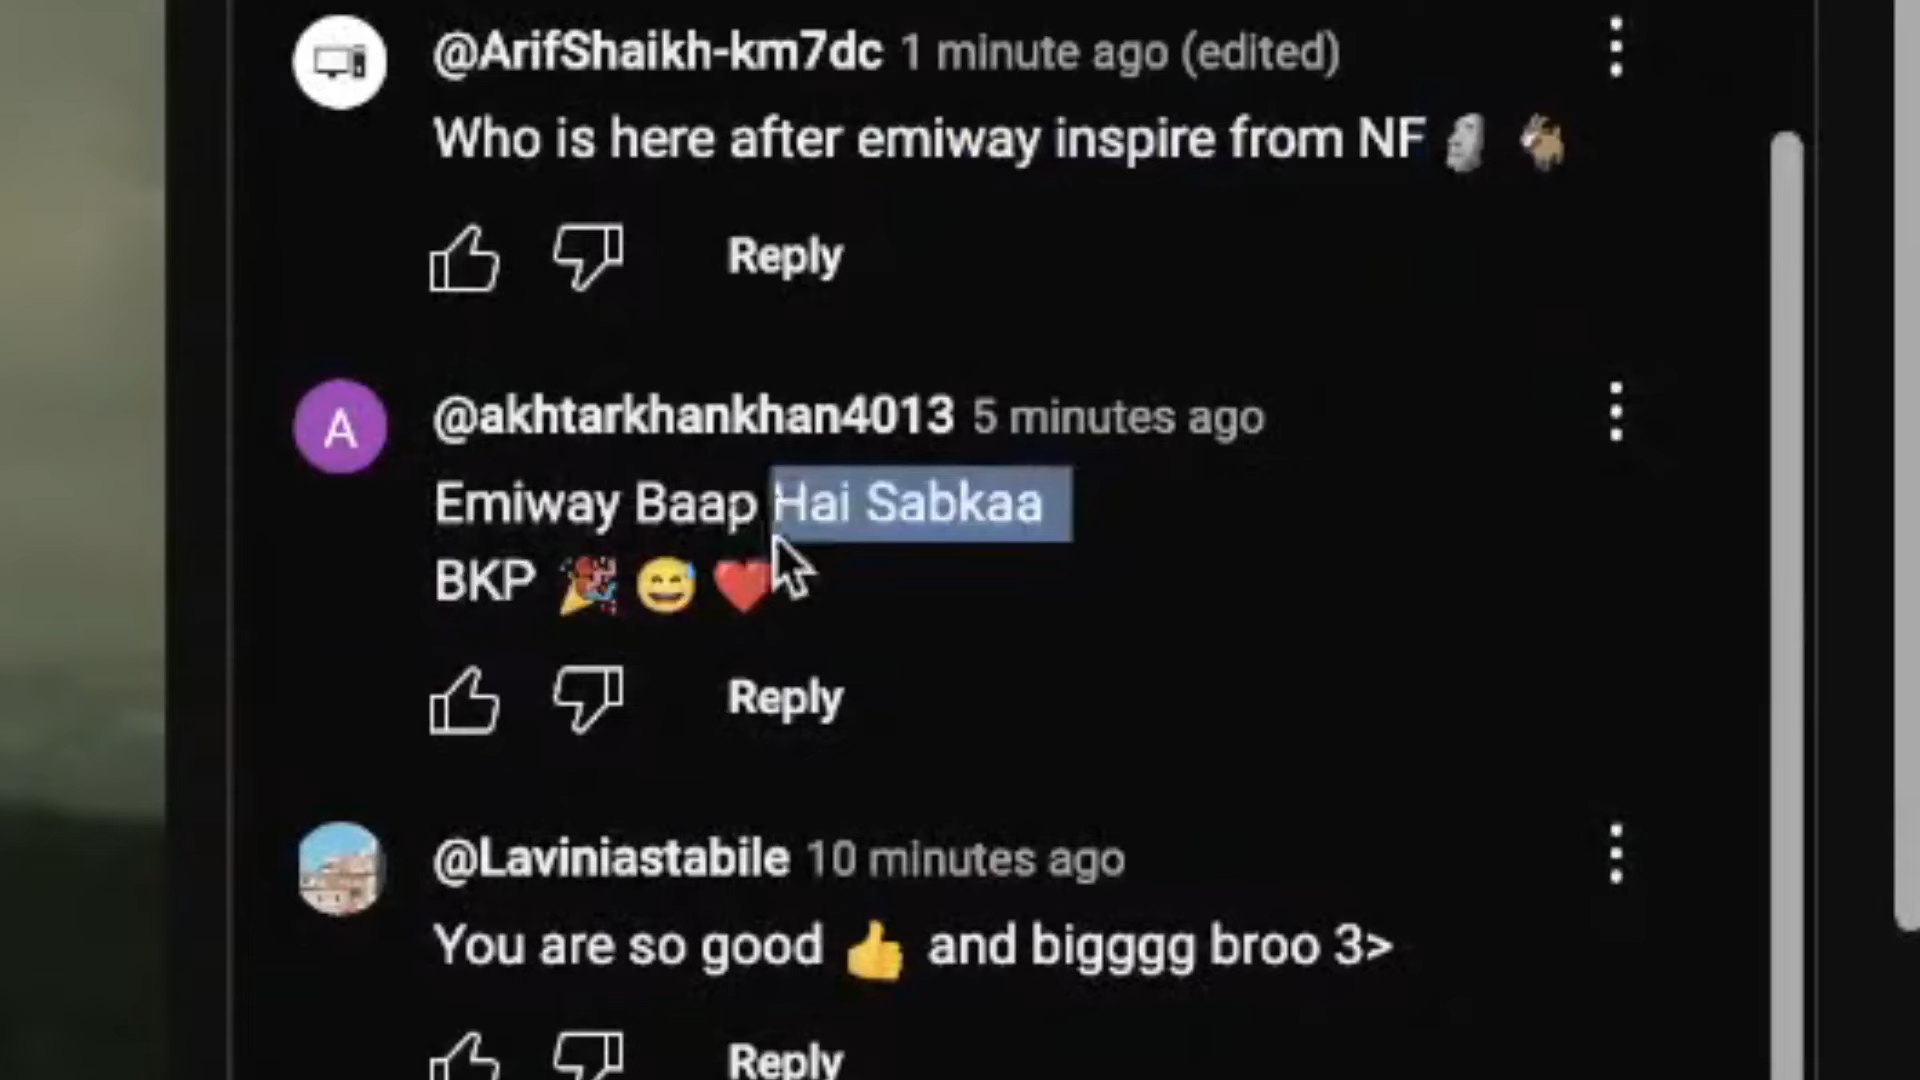 @ArifShaikh-km7dc 1 minute ago (edited)
Who is here after emiway inspire from NF 🗿 🐐
Reply
A
@akhtarkhankhan4013 5 minutes ago
Emiway Baap Hai Sabkaa
BKP 🎉 😅 ❤️
Reply
@Laviniastabile 10 minutes ago
You are so good 👍 and bigggg broo 3>
Reply